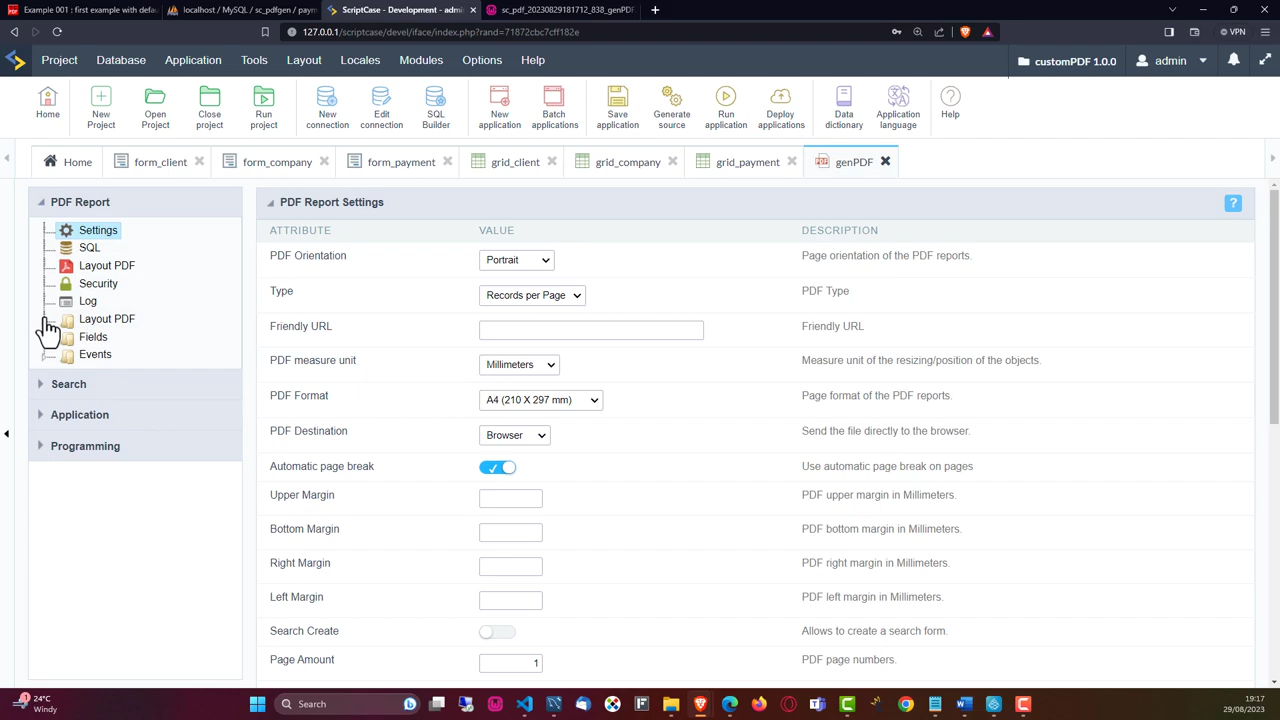 Example 001 : first example with defau
localhost / MySQL / sc_pdfgen / paym
ScriptCase - Development - admi
sc_pdf_20230829181712_838_genPDF
127.0.0.1/scriptcase/devel/iface/index.php?rand=71872cbc7cff182e
VPN
Project Database Application Tools Layout Locales Modules Options Help
customPDF 1.0.0
admin
Home
New Project
Open Project
Close project
Run project
New connection
Edit connection
SQL Builder
New application
Batch applications
Save application
Generate source
Run application
Deploy applications
Data dictionary
Application language
Help
Home
form_client
form_company
form_payment
grid_client
grid_company
grid_payment
genPDF
PDF Report
Settings
SQL
Layout PDF
Security
Log
Layout PDF
Fields
Events
Search
Application
Programming
PDF Report Settings
?
ATTRIBUTE VALUE DESCRIPTION
PDF Orientation Portrait Page orientation of the PDF reports.
Type Records per Page PDF Type
Friendly URL Friendly URL
PDF measure unit Millimeters Measure unit of the resizing/position of the objects.
PDF Format A4 (210 X 297 mm) Page format of the PDF reports.
PDF Destination Browser Send the file directly to the browser.
Automatic page break Use automatic page break on pages
Upper Margin PDF upper margin in Millimeters.
Bottom Margin PDF bottom margin in Millimeters.
Right Margin PDF right margin in Millimeters.
Left Margin PDF left margin in Millimeters.
Search Create Allows to create a search form.
Page Amount 1 PDF page numbers.
1
24°C
Windy
Search
19:17
29/08/2023